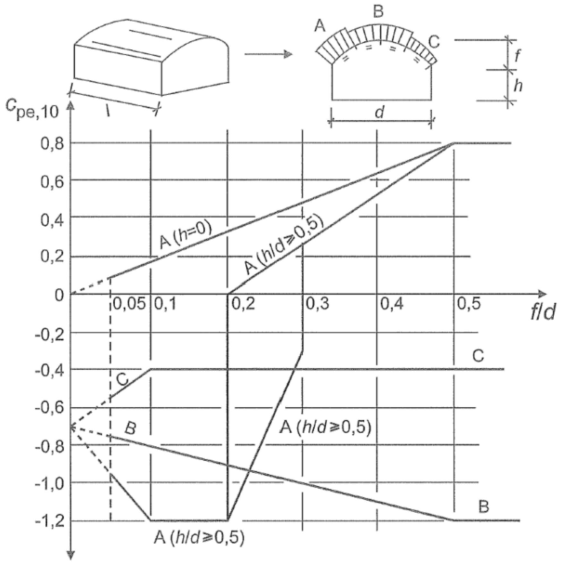 A
B
C
f
h
d
l
cpe,10
0,8
0,6
0,4
0,2
0
-0,2
-0,4
-0,6
-0,8
-1,0
-1,2
A (h=0)
A (h/d≥0,5)
0,05 0,1 0,2 0,3 0,4 0,5
f/d
C
C
B
A (h/d≥0,5)
B
A (h/d≥0,5)